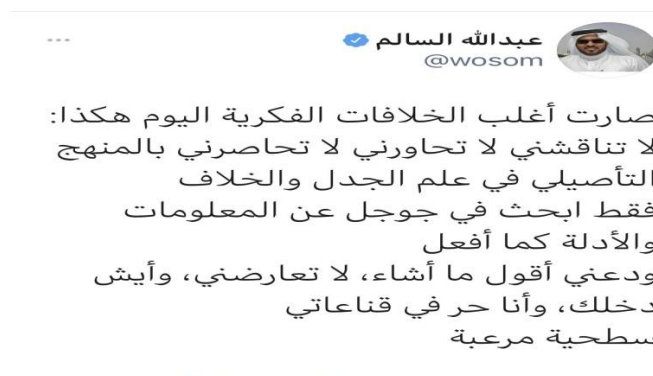 عبدالله السالم
@wosom
صارت أغلب الخلافات الفكرية اليوم هكذا:
لا تناقشني لا تحاورني لا تحاصرني بالمنهج
التأصيلي في علم الجدل والخلاف
فقط ابحث في جوجل عن المعلومات
والأدلة كما أفعل
ودعني أقول ما أشاء، لا تعارضني، وأيش
دخلك، وأنا حر في قناعاتي
سطحية مرعبة